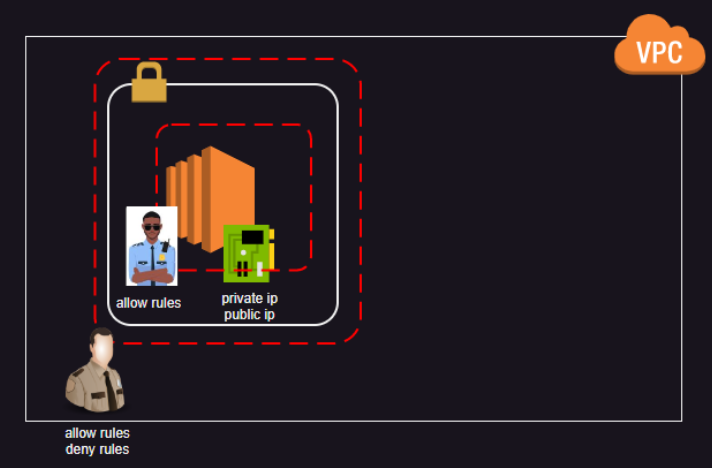 VPC
allow rules
private ip
public ip
allow rules
deny rules